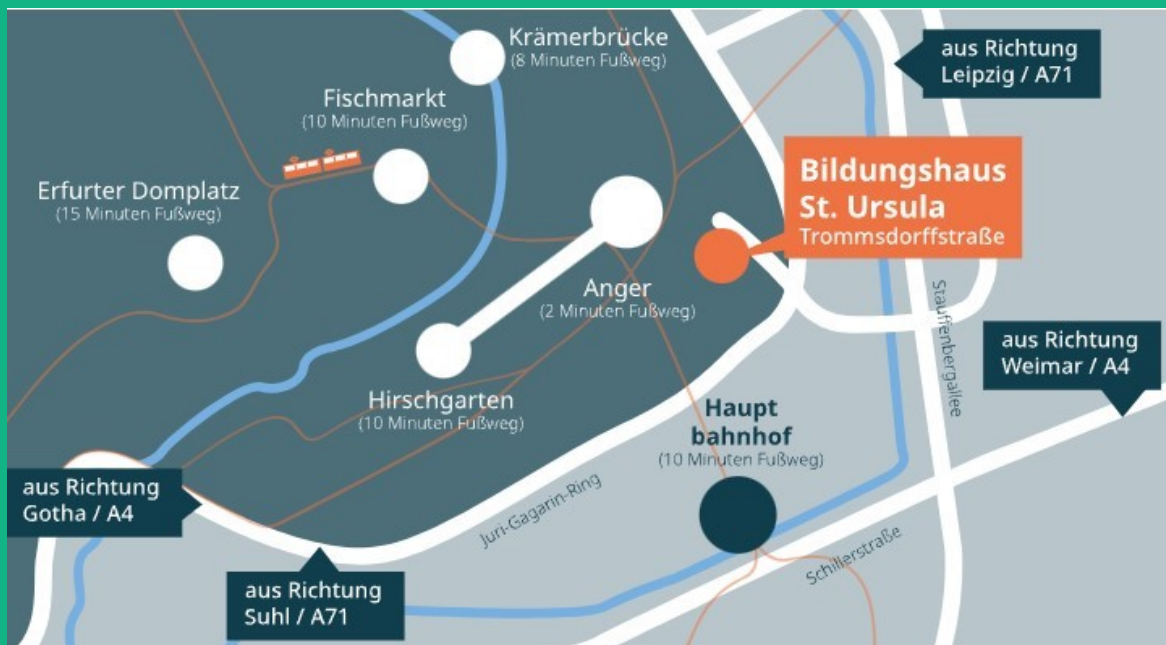 Krämerbrücke
(8 Minuten Fußweg)
aus Richtung
Leipzig / A71
Fischmarkt
(10 Minuten Fußweg)
Bildungshaus
St. Ursula
Trommsdorffstraße
Erfurter Domplatz
(15 Minuten Fußweg)
Anger
(2 Minuten Fußweg)
Stauffenbergallee
aus Richtung
Weimar / A4
Hirschgarten
(10 Minuten Fußweg)
Haupt
bahnhof
(10 Minuten Fußweg)
aus Richtung
Gotha / A4
Juri-Gagarin-Ring
Schillerstraße
aus Richtung
Suhl / A71